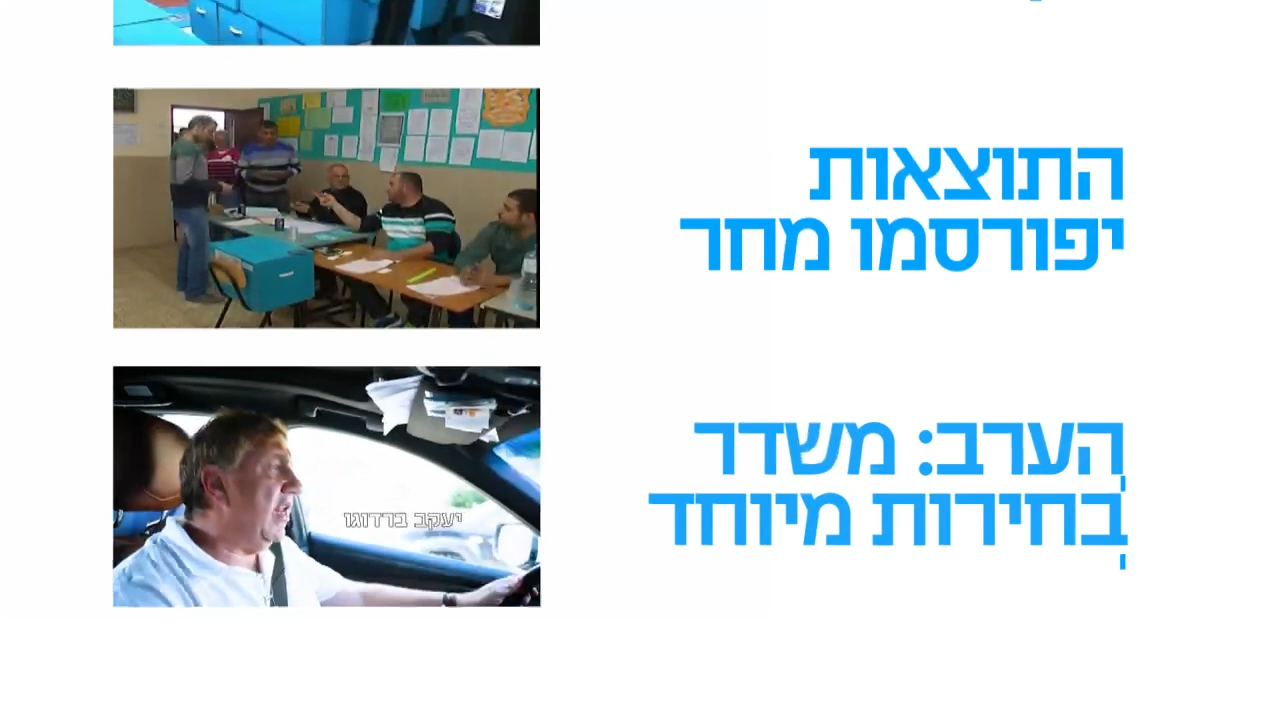 התוצאות
יפורסמו מחר
הערב: משדר
בחירות מיוחד
יעקב ברדוגו